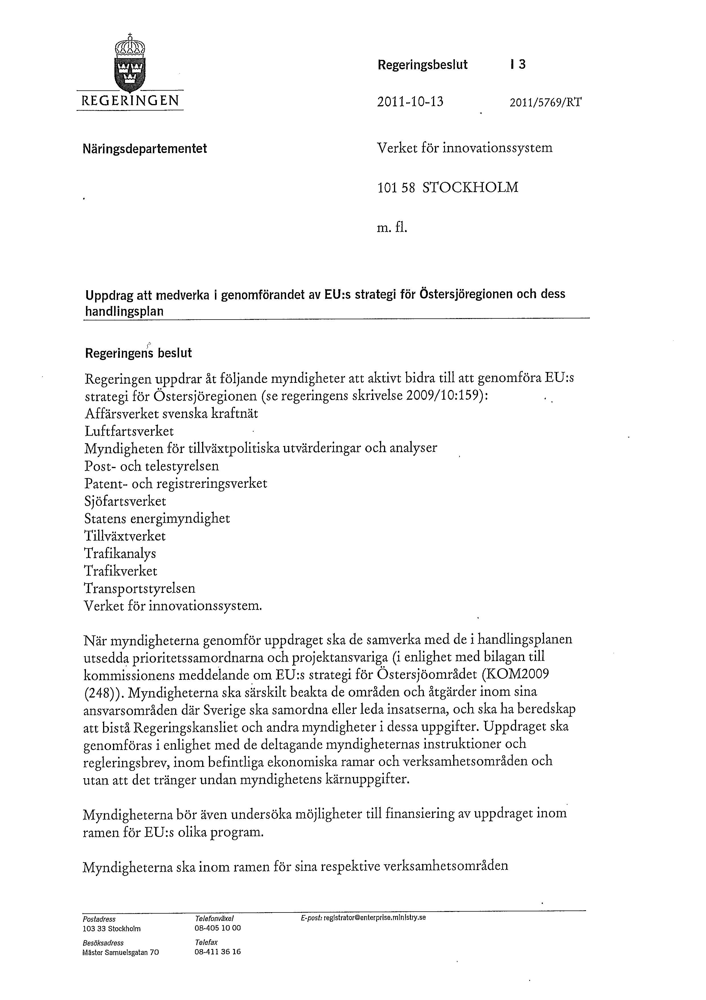 REGERINGEN
Regeringsbeslut I 3
2011-10-13 2011/5769/RT
Näringsdepartementet
Verket för innovationssystem
101 58 STOCKHOLM
m. fl.
Uppdrag att medverka i genomförandet av EU:s strategi för Östersjöregionen och dess
handlingsplan
Regeringens beslut
Regeringen uppdrar åt följande myndigheter att aktivt bidra till att genomföra EU:s
strategi för Östersjöregionen (se regeringens skrivelse 2009/10:159):
Affärsverket svenska kraftnät
Luftfartsverket
Myndigheten för tillväxtpolitiska utvärderingar och analyser
Post- och telestyrelsen
Patent- och registreringsverket
Sjöfartsverket
Statens energimyndighet
Tillväxtverket
Trafikanalys
Trafikverket
Transportstyrelsen
Verket för innovationssystem.
När myndigheterna genomför uppdraget ska de samverka med de i handlingsplanen
utsedda prioritetssamordnarna och projektansvariga (i enlighet med bilagan till
kommissionens meddelande om EU:s strategi för Östersjöområdet (KOM2009
(248)). Myndigheterna ska särskilt beakta de områden och åtgärder inom sina
ansvarsområden där Sverige ska samordna eller leda insatserna, och ska ha beredskap
att bistå Regeringskansliet och andra myndigheter i dessa uppgifter. Uppdraget ska
genomföras i enlighet med de deltagande myndigheternas instruktioner och
regleringsbrev, inom befintliga ekonomiska ramar och verksamhetsområden och
utan att det tränger undan myndighetens kärnuppgifter.
Myndigheterna bör även undersöka möjligheter till finansiering av uppdraget inom
ramen för EU:s olika program.
Myndigheterna ska inom ramen för sina respektive verksamhetsområden
Postadress Telefonväxel E-post: registrator@enterprise.ministry.se
103 33 Stockholm 08-405 10 00
Besöksadress Telefax
Mäster Samuelsgatan 70 08-411 36 16